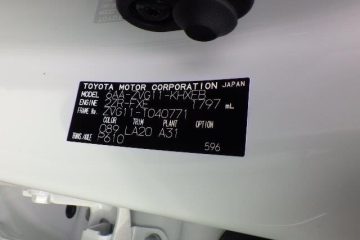 TOYOTA MOTOR CORPORATION JAPAN
MODEL 6AA-ZVG11-KHXEB
ENGINE 2ZR-FXE 1797 mL
FRAME No. ZVG11-1040771
COLOR TRIM PLANT OPTION
089 LA20 A31
TRANS./AXLE P610
596